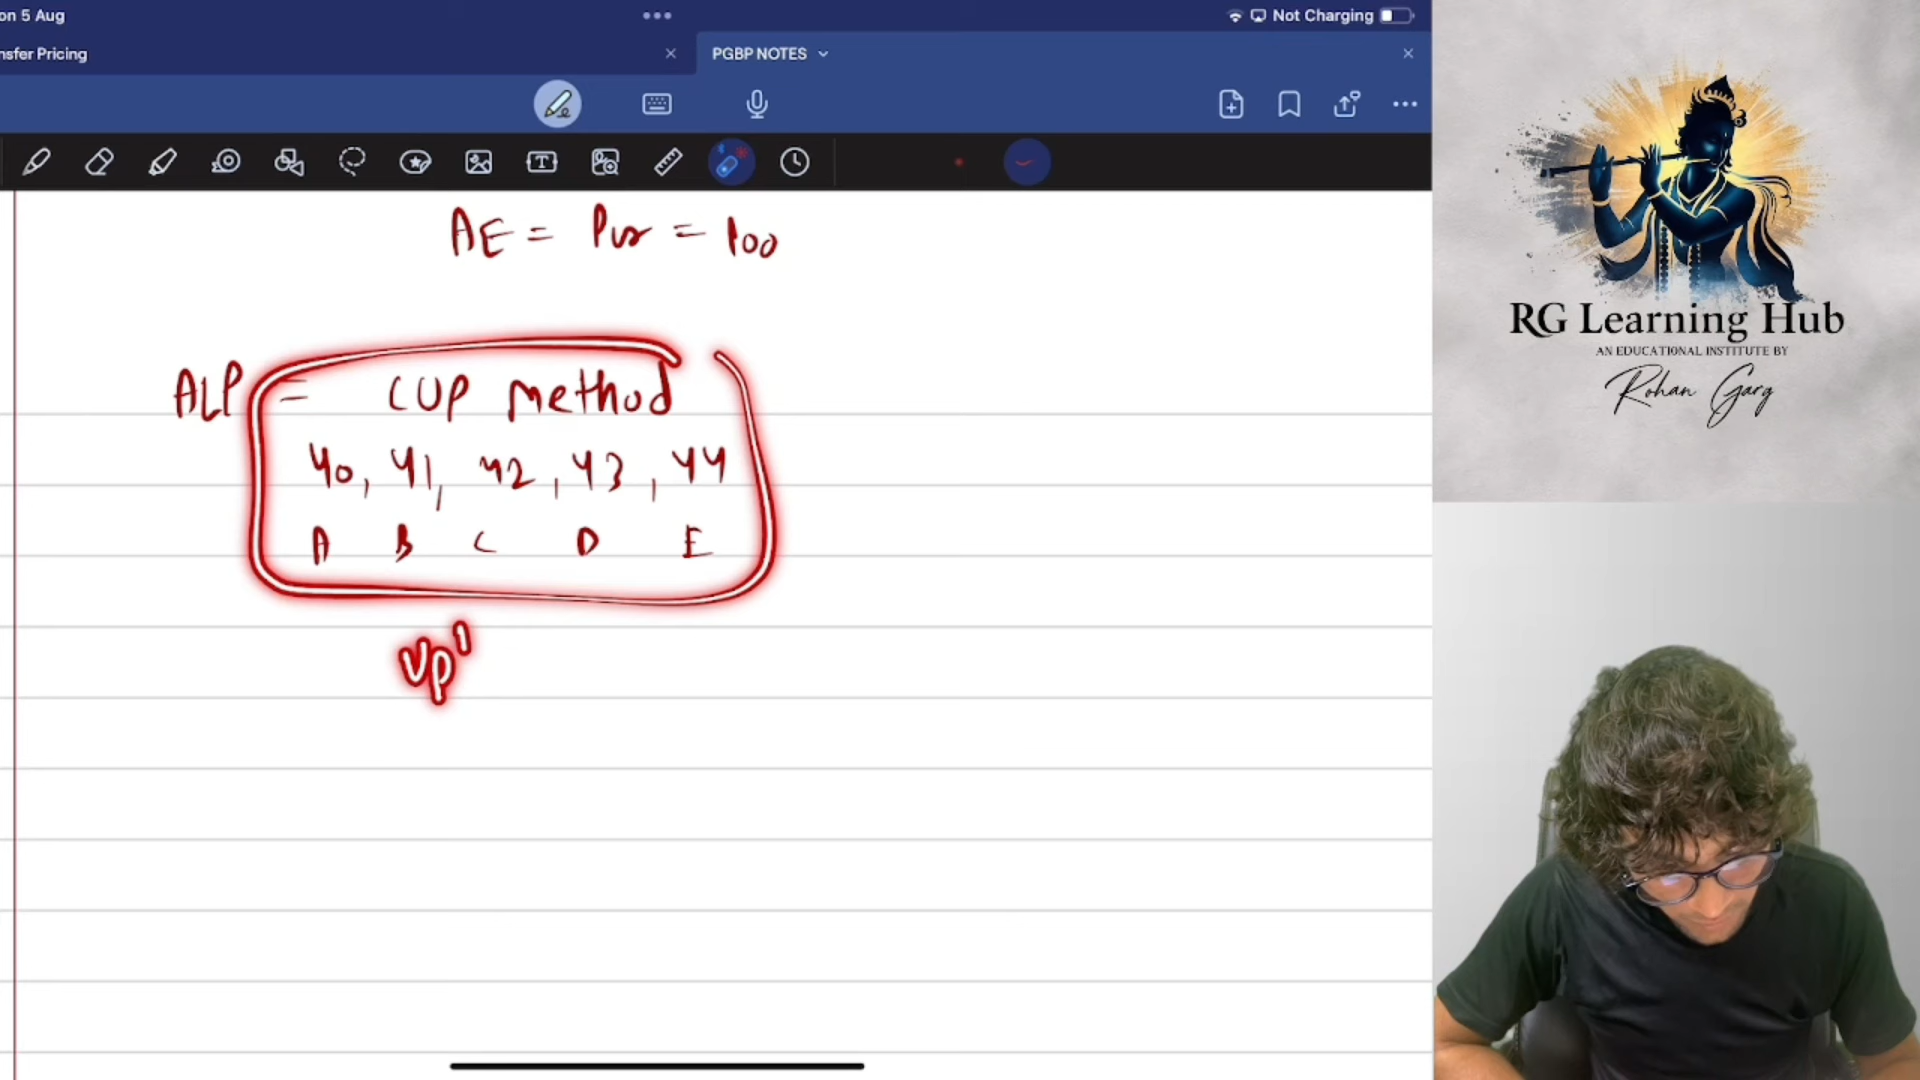 on 5 Aug
Not Charging
nsfer Pricing
PGBP NOTES
AE = Pur = 100
ALP = CUP method
40, 41, 42, 43, 44
A B C D E
RG Learning Hub
AN EDUCATIONAL INSTITUTE BY
Rohan Garg